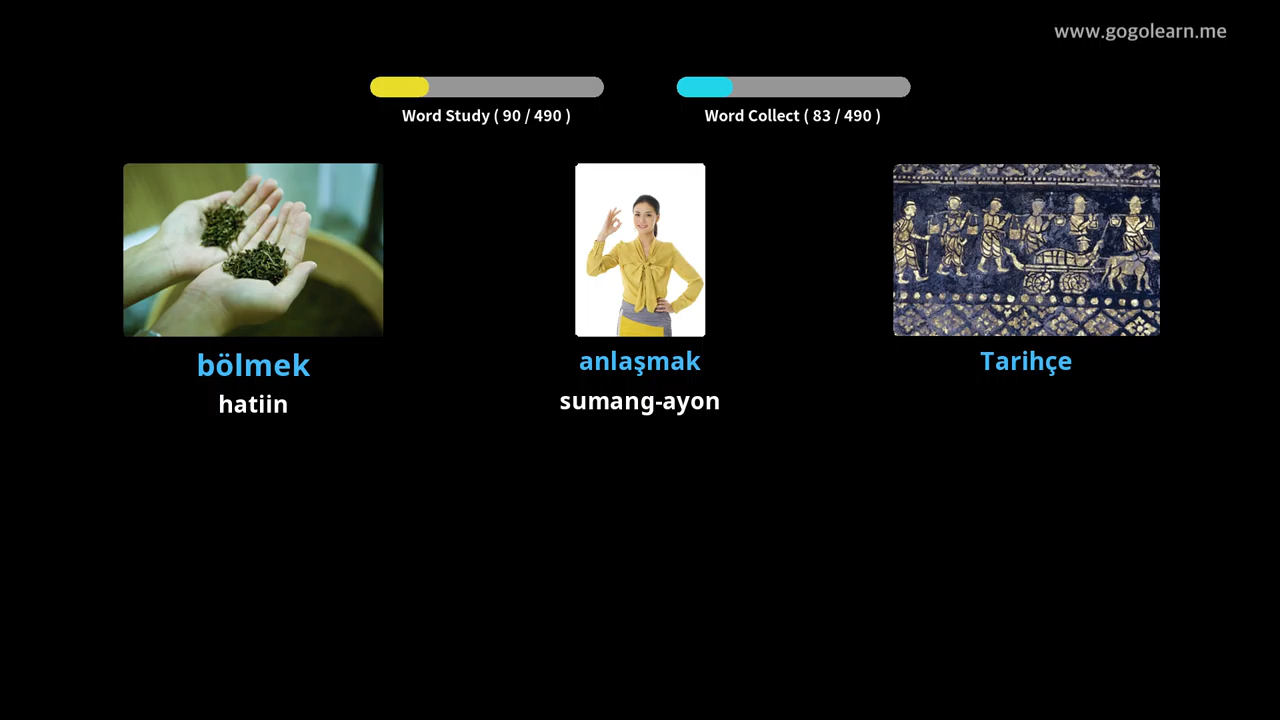 www.gogolearn.me
Word Study ( 90 / 490 )
Word Collect ( 83 / 490 )
bölmek
hatiin
anlaşmak
sumang-ayon
Tarihçe